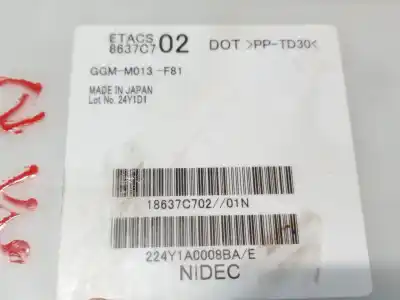 ETACS
8637C7 02 DOT >PP-TD30<
GGM-M013-F81
MADE IN JAPAN
Lot No. 24Y1D1
18637C702//01N
224Y1A0008BA/E
NIDEC